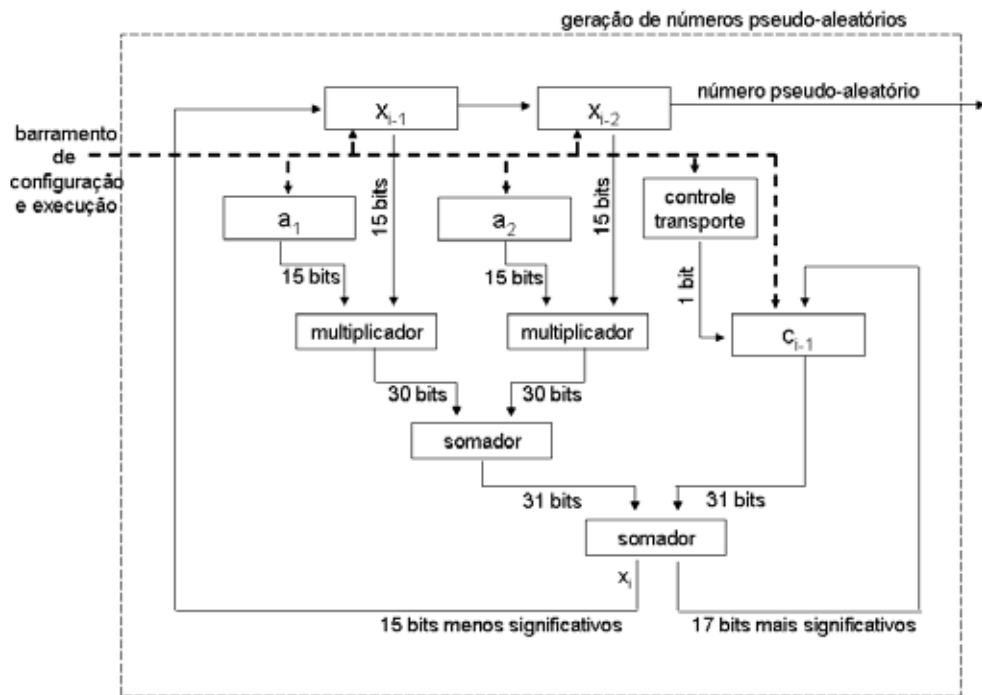 geração de números pseudo-aleatórios
número pseudo-aleatório
x_{i-1}
x_{i-2}
barramento
de
configuração
e execução
a_1
15 bits
a_2
15 bits
controle
transporte
15 bits
15 bits
1 bit
multiplicador
multiplicador
c_{i-1}
30 bits
30 bits
somador
31 bits
31 bits
somador
x_i
15 bits menos significativos
17 bits mais significativos